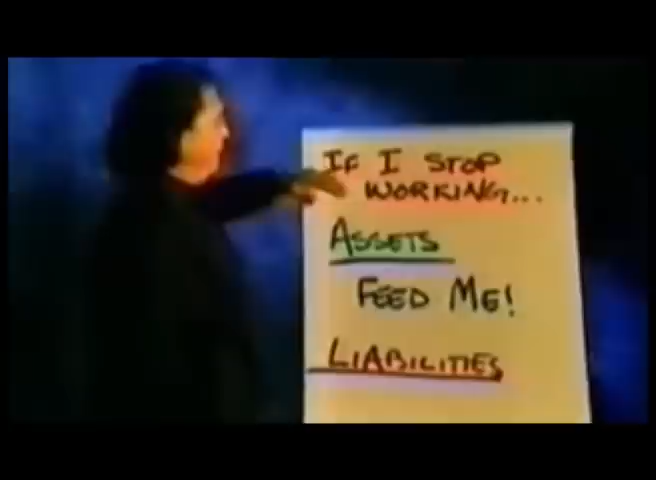 IF I STOP
WORKING...
ASSETS
FEED ME!
LIABILITIES